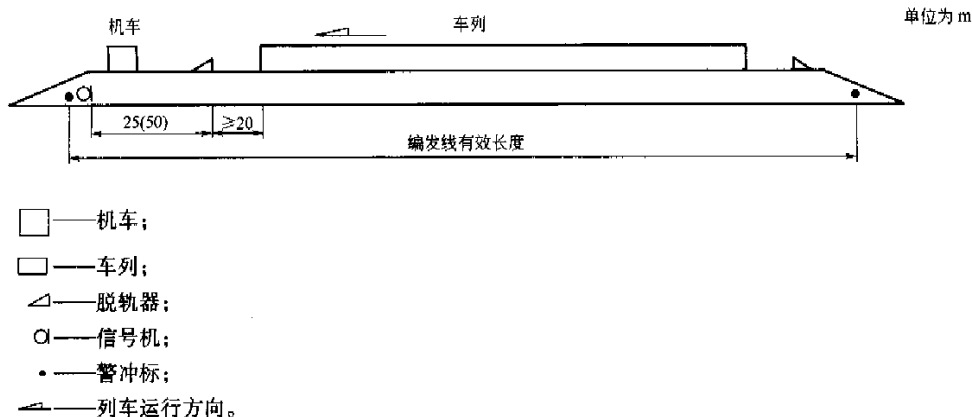 单位为 m
机车
车列
25(50)
≥20
编发线有效长度
——机车；
——车列；
——脱轨器；
——信号机；
——警冲标；
——列车运行方向。